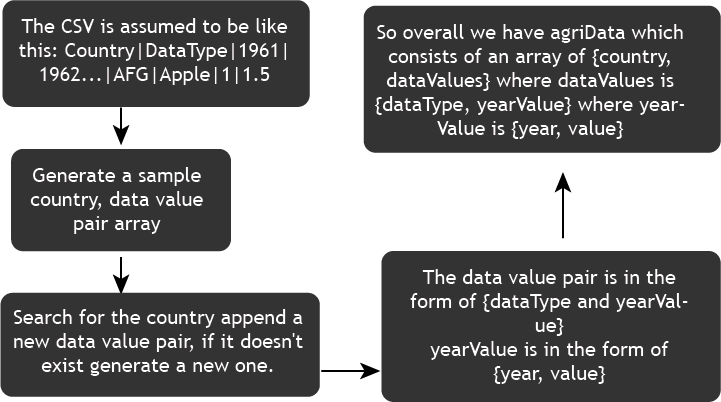 The CSV is assumed to be like
this: Country|DataType|1961|
1962...|AFG|Apple|1|1.5
Generate a sample
country, data value
pair array
Search for the country append a
new data value pair, if it doesn't
exist generate a new one.
The data value pair is in the
form of {dataType and yearVal-
ue}
yearValue is in the form of
{year, value}
So overall we have agriData which
consists of an array of {country,
dataValues} where dataValues is
{dataType, yearValue} where year-
Value is {year, value}